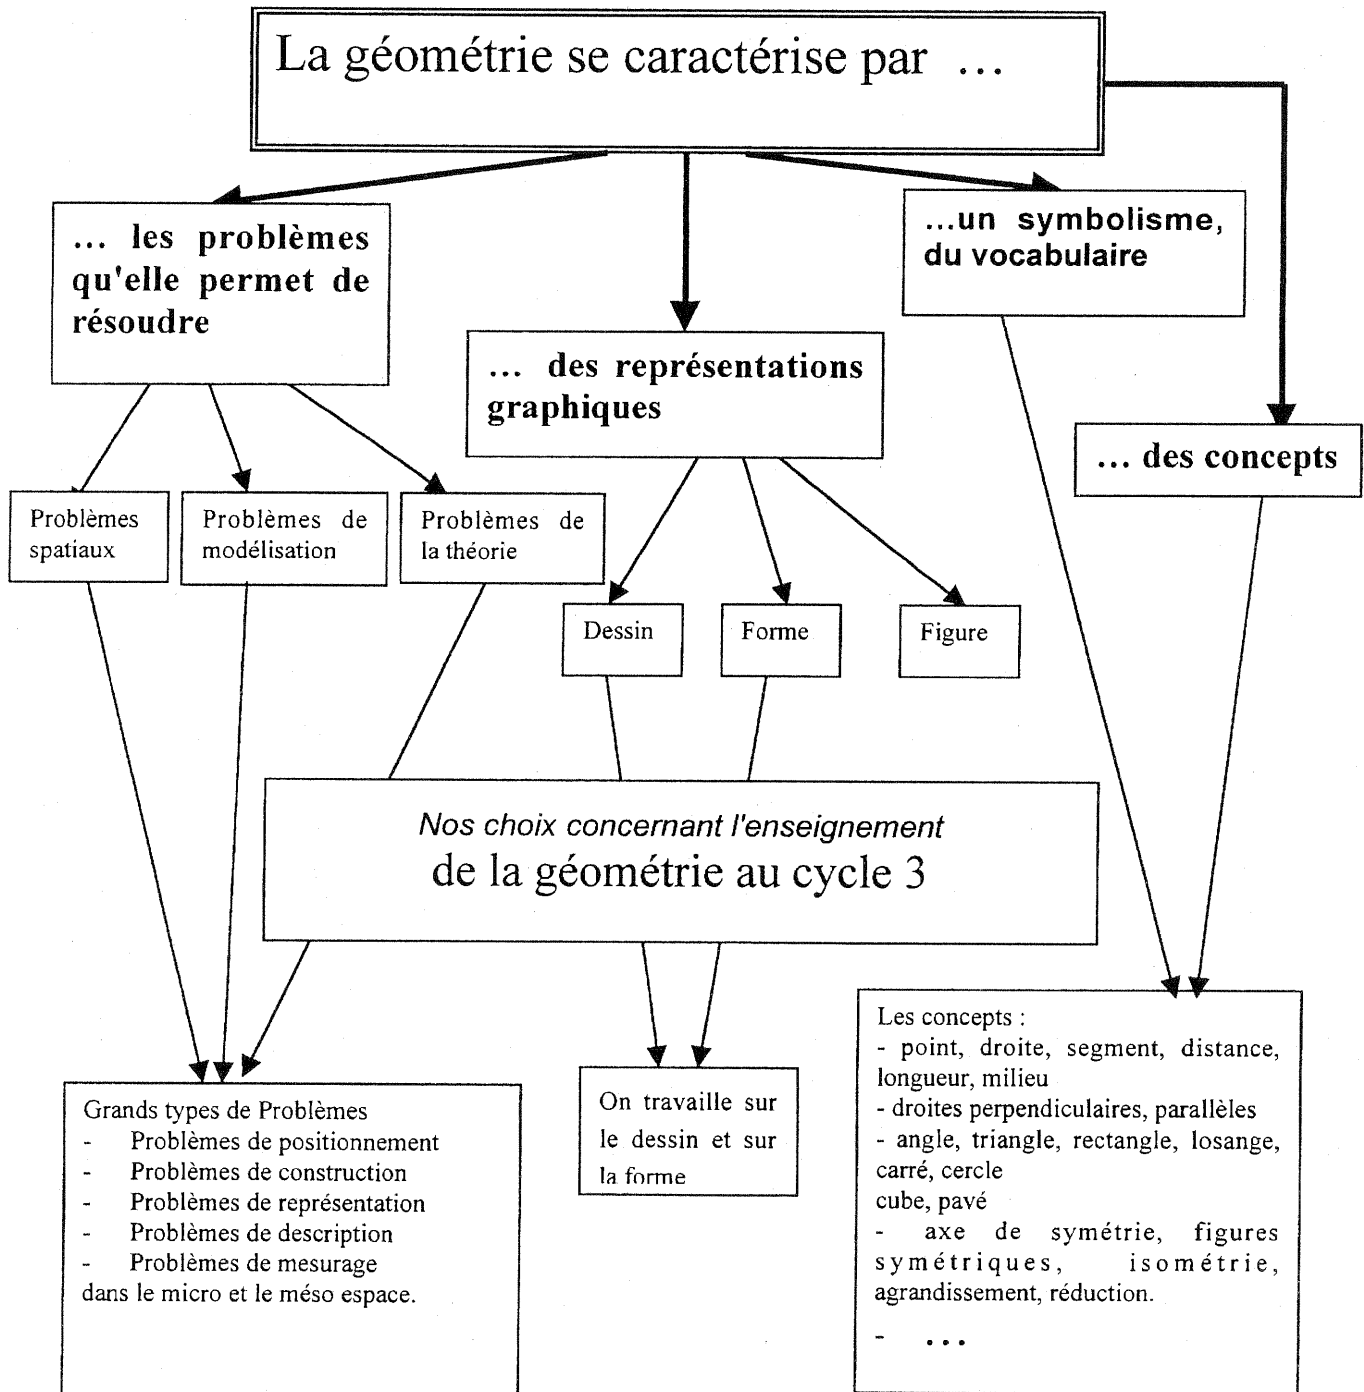 La géométrie se caractérise par …
… les problèmes
qu'elle permet de
résoudre
…un symbolisme,
du vocabulaire
… des représentations
graphiques
… des concepts
Problèmes
spatiaux
Problèmes de
modélisation
Problèmes de
la théorie
Dessin
Forme
Figure
Nos choix concernant l'enseignement
de la géométrie au cycle 3
Grands types de Problèmes
- Problèmes de positionnement
- Problèmes de construction
- Problèmes de représentation
- Problèmes de description
- Problèmes de mesurage
dans le micro et le méso espace.
On travaille sur
le dessin et sur
la forme
Les concepts :
- point, droite, segment, distance,
longueur, milieu
- droites perpendiculaires, parallèles
- angle, triangle, rectangle, losange,
carré, cercle
cube, pavé
- axe de symétrie, figures
symétriques, isométrie,
agrandissement, réduction.
- …